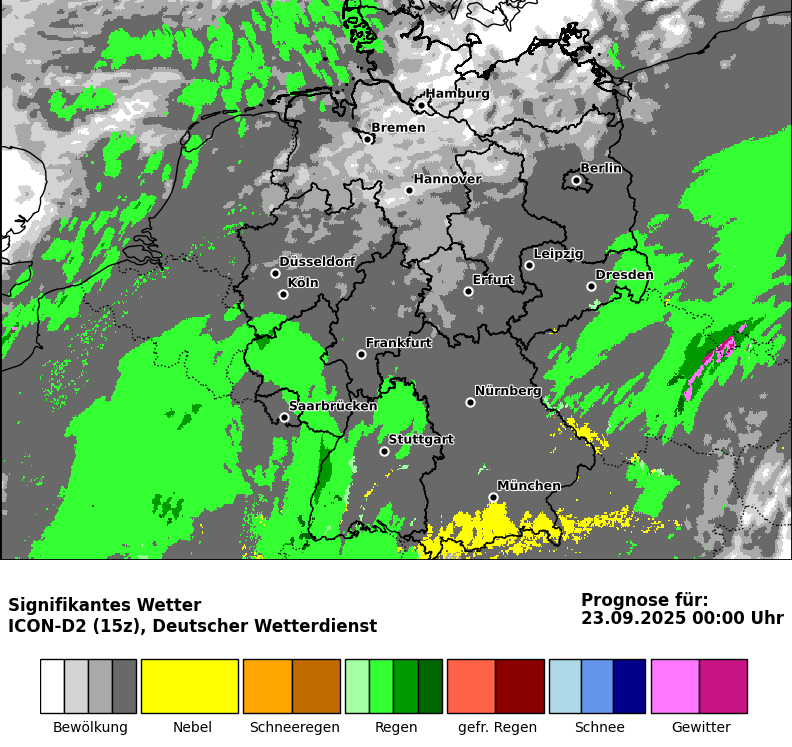 Hamburg
Bremen
Berlin
Hannover
Leipzig
Düsseldorf
Dresden
Erfurt
Köln
Frankfurt
Nürnberg
Saarbrücken
Stuttgart
München
Signifikantes Wetter
ICON-D2 (15z), Deutscher Wetterdienst
Prognose für:
23.09.2025 00:00 Uhr
Bewölkung Nebel Schneeregen Regen gefr. Regen Schnee Gewitter